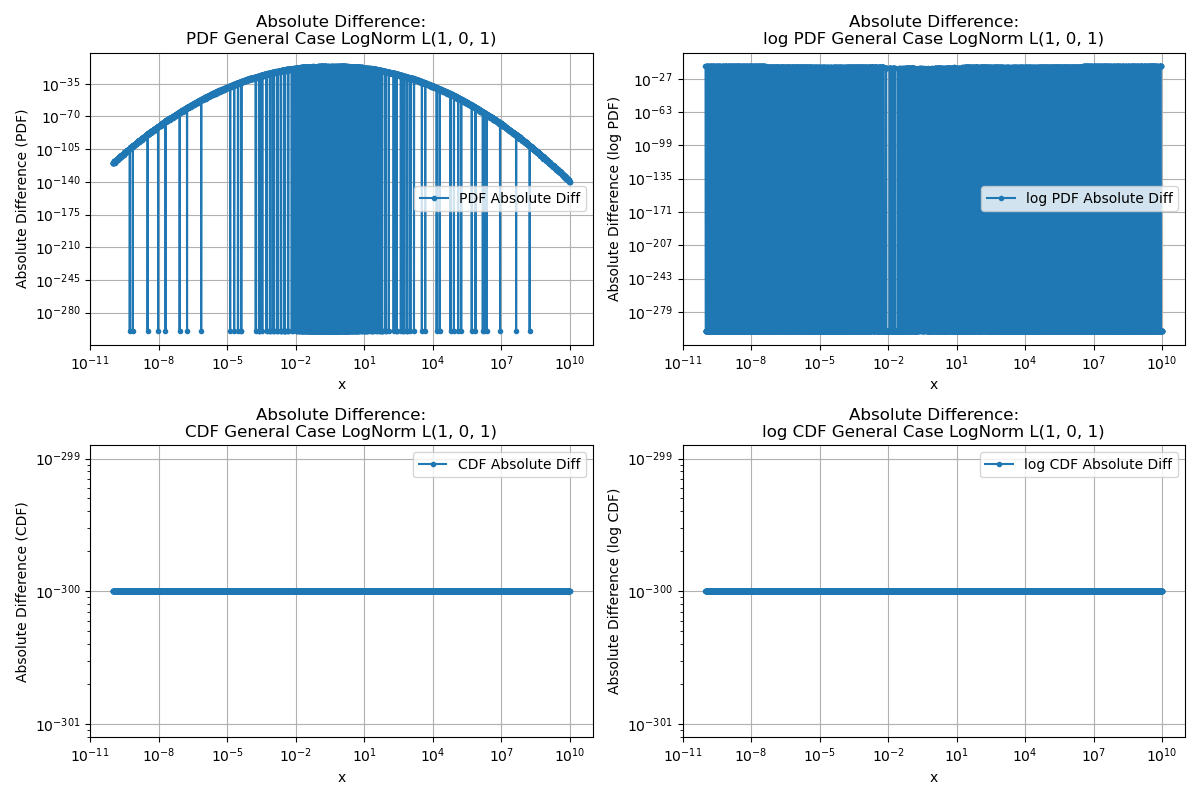 Absolute Difference:
PDF General Case LogNorm L(1, 0, 1)
Absolute Difference (PDF)
10^-35
10^-70
10^-105
10^-140
10^-175
10^-210
10^-245
10^-280
PDF Absolute Diff
10^-11 10^-8 10^-5 10^-2 10^1 10^4 10^7 10^10
x
Absolute Difference:
log PDF General Case LogNorm L(1, 0, 1)
Absolute Difference (log PDF)
10^-27
10^-63
10^-99
10^-135
10^-171
10^-207
10^-243
10^-279
log PDF Absolute Diff
10^-11 10^-8 10^-5 10^-2 10^1 10^4 10^7 10^10
x
Absolute Difference:
CDF General Case LogNorm L(1, 0, 1)
Absolute Difference (CDF)
10^-299
10^-300
10^-301
CDF Absolute Diff
10^-11 10^-8 10^-5 10^-2 10^1 10^4 10^7 10^10
x
Absolute Difference:
log CDF General Case LogNorm L(1, 0, 1)
Absolute Difference (log CDF)
10^-299
10^-300
10^-301
log CDF Absolute Diff
10^-11 10^-8 10^-5 10^-2 10^1 10^4 10^7 10^10
x